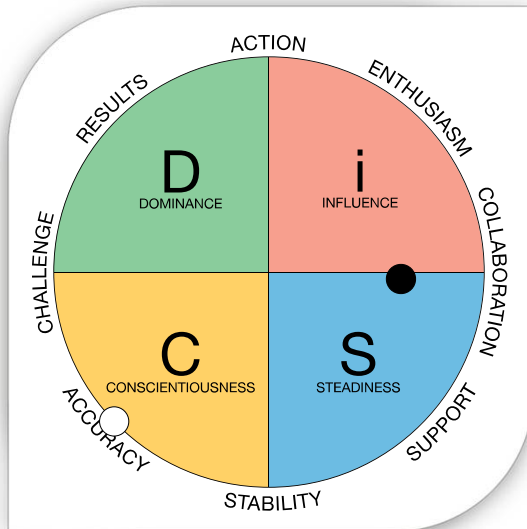 ACTION
RESULTS
ENTHUSIASM
D
DOMINANCE
i
INFLUENCE
CHALLENGE
COLLABORATION
C
CONSCIENTIOUSNESS
S
STEADINESS
ACCURACY
SUPPORT
STABILITY